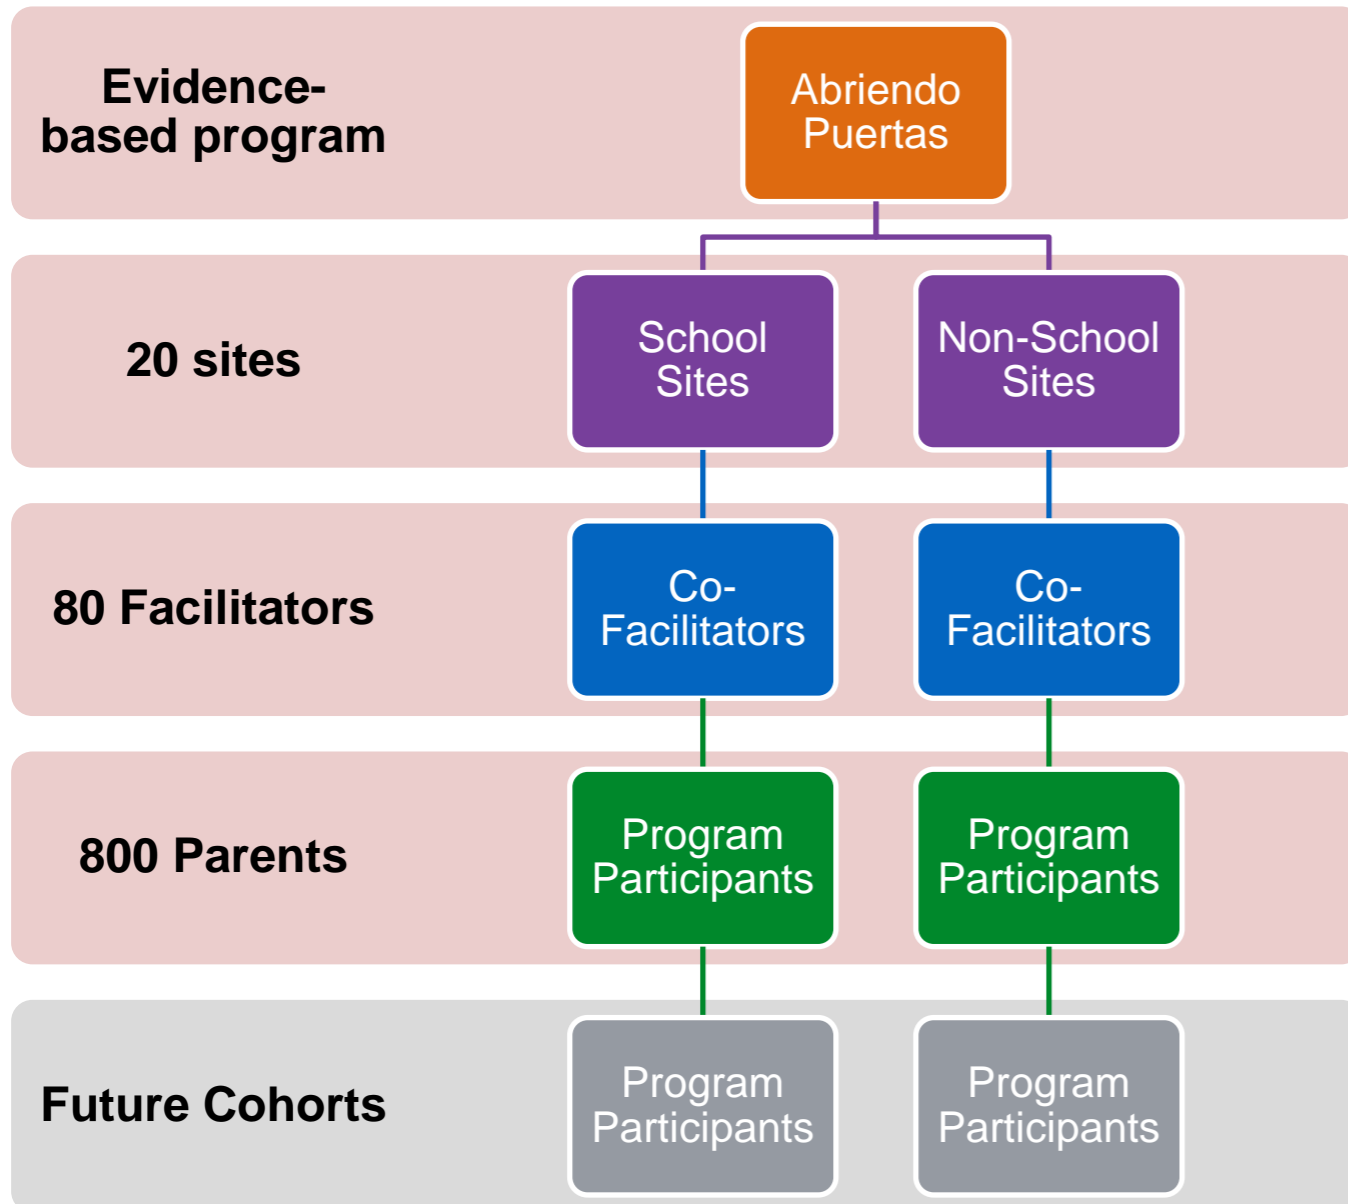 Evidence-
based program
Abriendo
Puertas
20 sites
School
Sites
Non-School
Sites
80 Facilitators
Co-
Facilitators
Co-
Facilitators
800 Parents
Program
Participants
Program
Participants
Future Cohorts
Program
Participants
Program
Participants